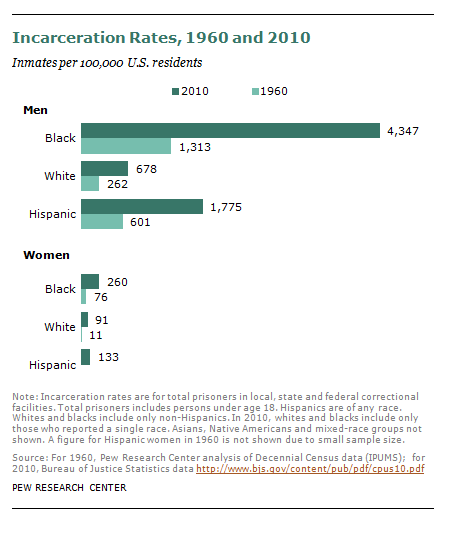 Incarceration Rates, 1960 and 2010
Inmates per 100,000 U.S. residents
2010 1960
Men
Black 4,347
1,313
White 678
262
Hispanic 1,775
601
Women
Black 260
76
White 91
11
Hispanic 133
Note: Incarceration rates are for total prisoners in local, state and federal correctional
facilities. Total prisoners includes persons under age 18. Hispanics are of any race.
Whites and blacks include only non-Hispanics. In 2010, whites and blacks include only
those who reported a single race. Asians, Native Americans and mixed-race groups not
shown. A figure for Hispanic women in 1960 is not shown due to small sample size.
Source: For 1960, Pew Research Center analysis of Decennial Census data (IPUMS); for
2010, Bureau of Justice Statistics data http://www.bjs.gov/content/pub/pdf/cpus10.pdf
PEW RESEARCH CENTER